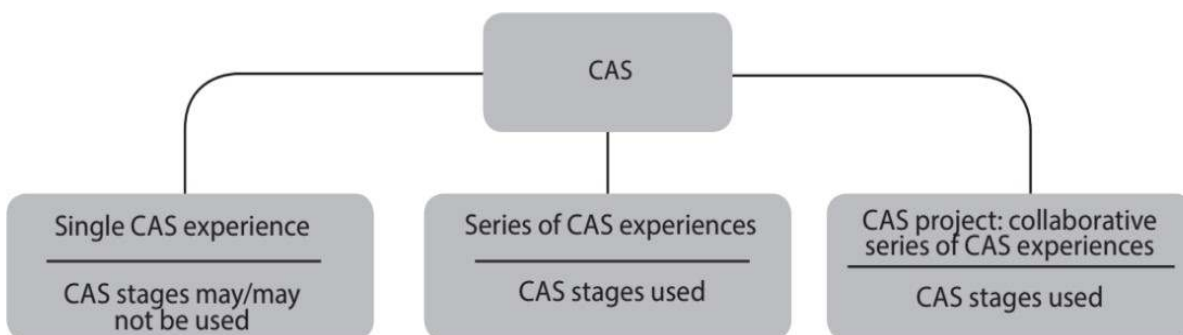 CAS
Single CAS experience
CAS stages may/may
not be used
Series of CAS experiences
CAS stages used
CAS project: collaborative
series of CAS experiences
CAS stages used